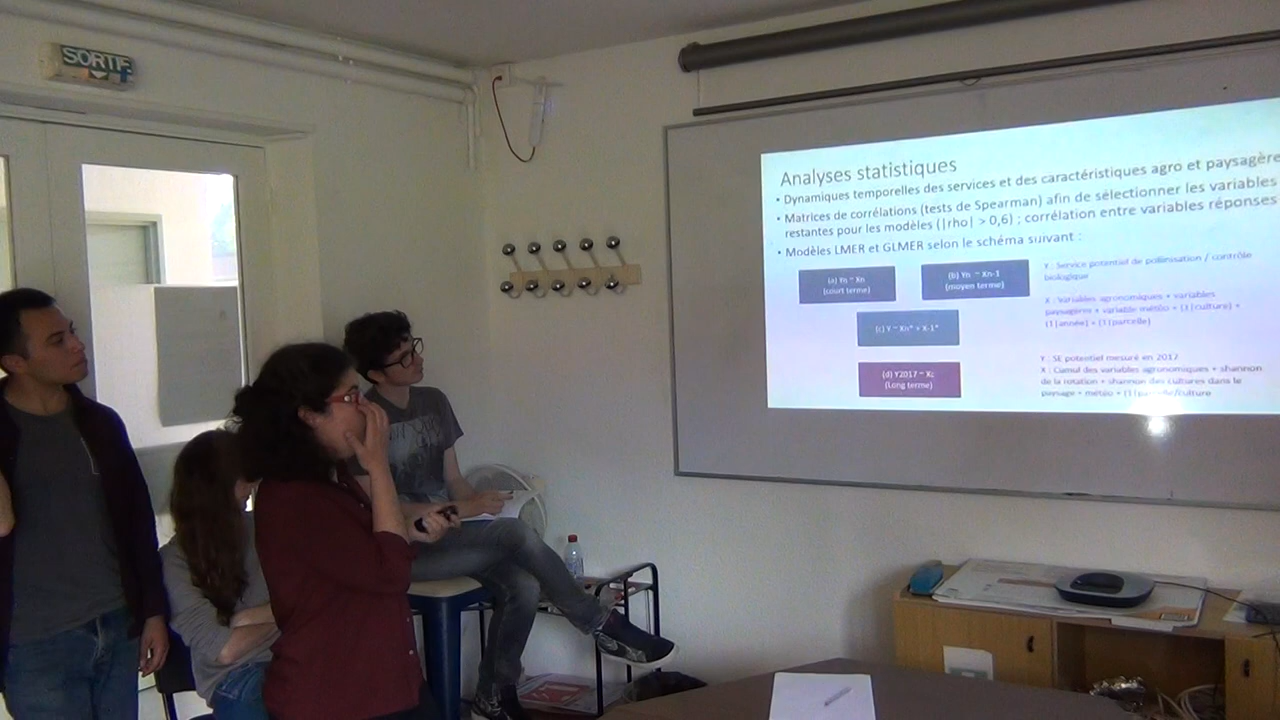 SORTIE
Analyses statistiques
• Dynamiques temporelles des services et des caractéristiques agro et paysagère
• Matrices de corrélations (tests de Spearman) afin de sélectionner les variables
restantes pour les modèles (|rho| > 0,6) ; corrélation entre variables réponses
• Modèles LMER et GLMER selon le schéma suivant :
(a) Yn ~ Xn
(court terme)
(b) Yn ~ Xn-1
(moyen terme)
Y : Service potentiel de pollinisation / contrôle
biologique
X : Variables agronomiques + variables
paysagères x variable météo + (1|culture) +
(1|année) + (1|parcelle)
(c) Y ~ Xn* + X-1*
(d) Y2017 ~ X
(Long terme)
Y : SE potentiel mesuré en 2017
X : Cumul des variables agronomiques + shannon
de la rotation + shannon des cultures dans le
paysage + météo + (1|parcelle/culture